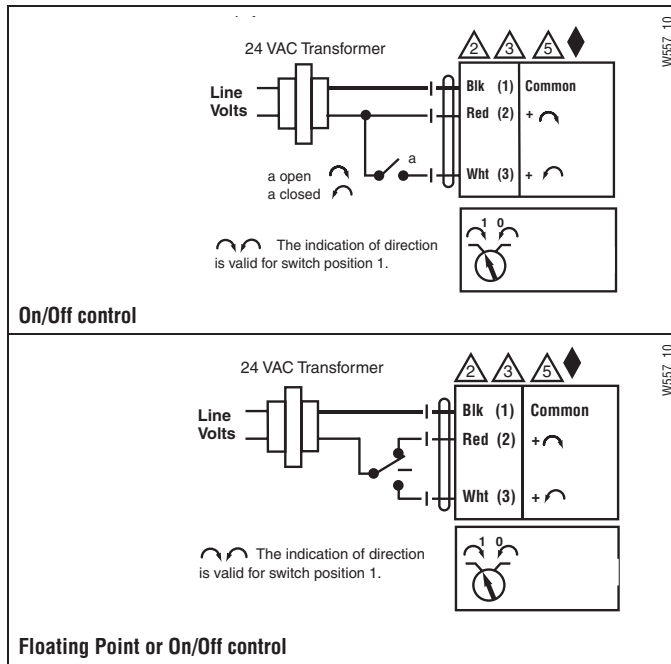 24 VAC Transformer
2 3 5
Line
Volts
Blk (1) Common
Red (2) +
a
a open
a closed
Wht (3) +
1 0
The indication of direction
is valid for switch position 1.
On/Off control
W557_10
24 VAC Transformer
2 3 5
Line
Volts
Blk (1) Common
Red (2) +
Wht (3) +
1 0
The indication of direction
is valid for switch position 1.
Floating Point or On/Off control
W557_10